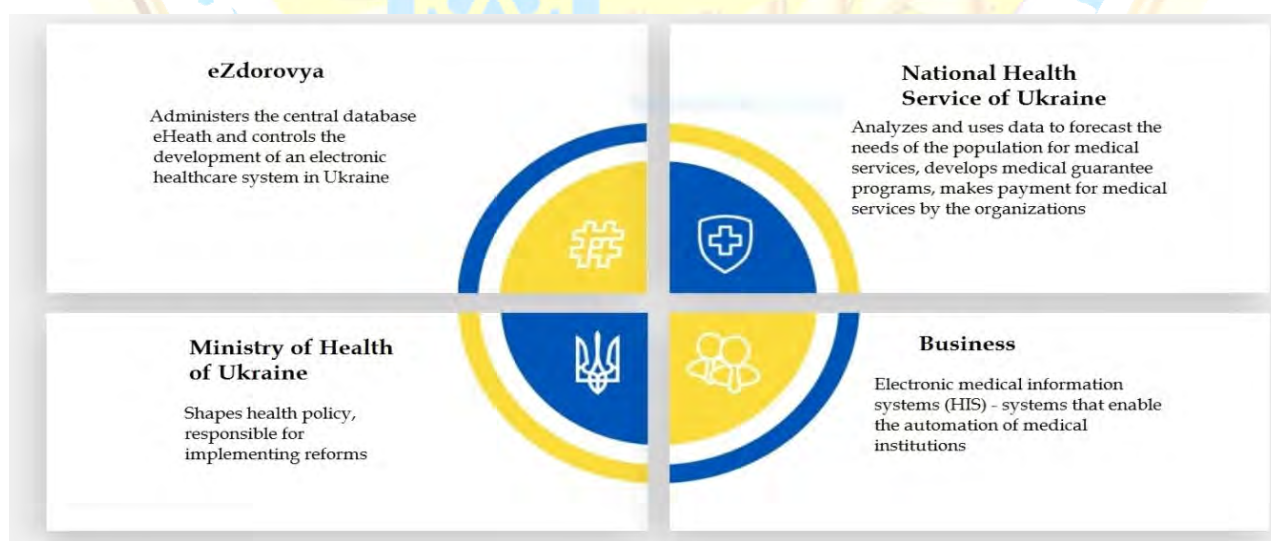 eZdorovya
Administers the central database
eHeath and controls the
development of an electronic
healthcare system in Ukraine
National Health
Service of Ukraine
Analyzes and uses data to forecast the
needs of the population for medical
services, develops medical guarantee
programs, makes payment for medical
services by the organizations
Ministry of Health
of Ukraine
Shapes health policy,
responsible for
implementing reforms
Business
Electronic medical information
systems (HIS) - systems that enable
the automation of medical
institutions